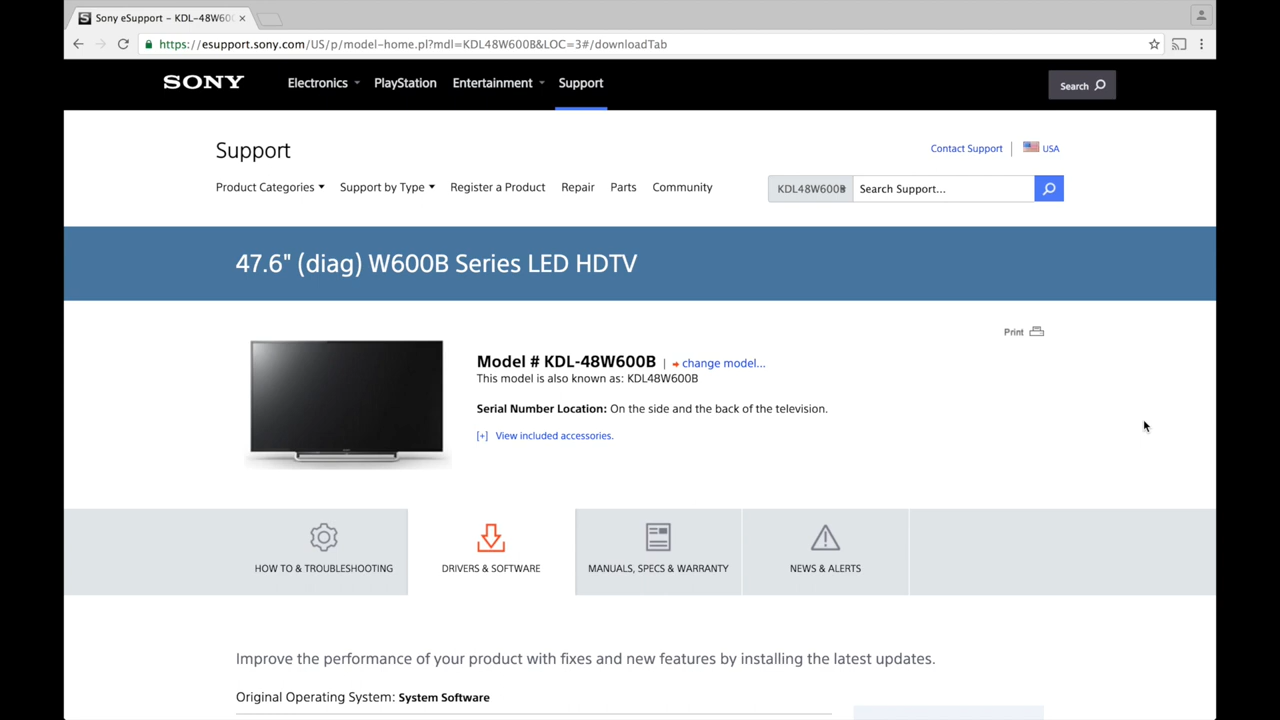 Sony eSupport - KDL-48W60
https://esupport.sony.com/US/p/model-home.pl?mdl=KDL48W600B&LOC=3#/downloadTab
SONY Electronics PlayStation Entertainment Support Search
Support
Contact Support USA
Product Categories Support by Type Register a Product Repair Parts Community KDL48W600B Search Support...
47.6" (diag) W600B Series LED HDTV
Print
Model # KDL-48W600B | change model...
This model is also known as: KDL48W600B
Serial Number Location: On the side and the back of the television.
[+] View included accessories.
HOW TO & TROUBLESHOOTING DRIVERS & SOFTWARE MANUALS, SPECS & WARRANTY NEWS & ALERTS
Improve the performance of your product with fixes and new features by installing the latest updates.
Original Operating System: System Software